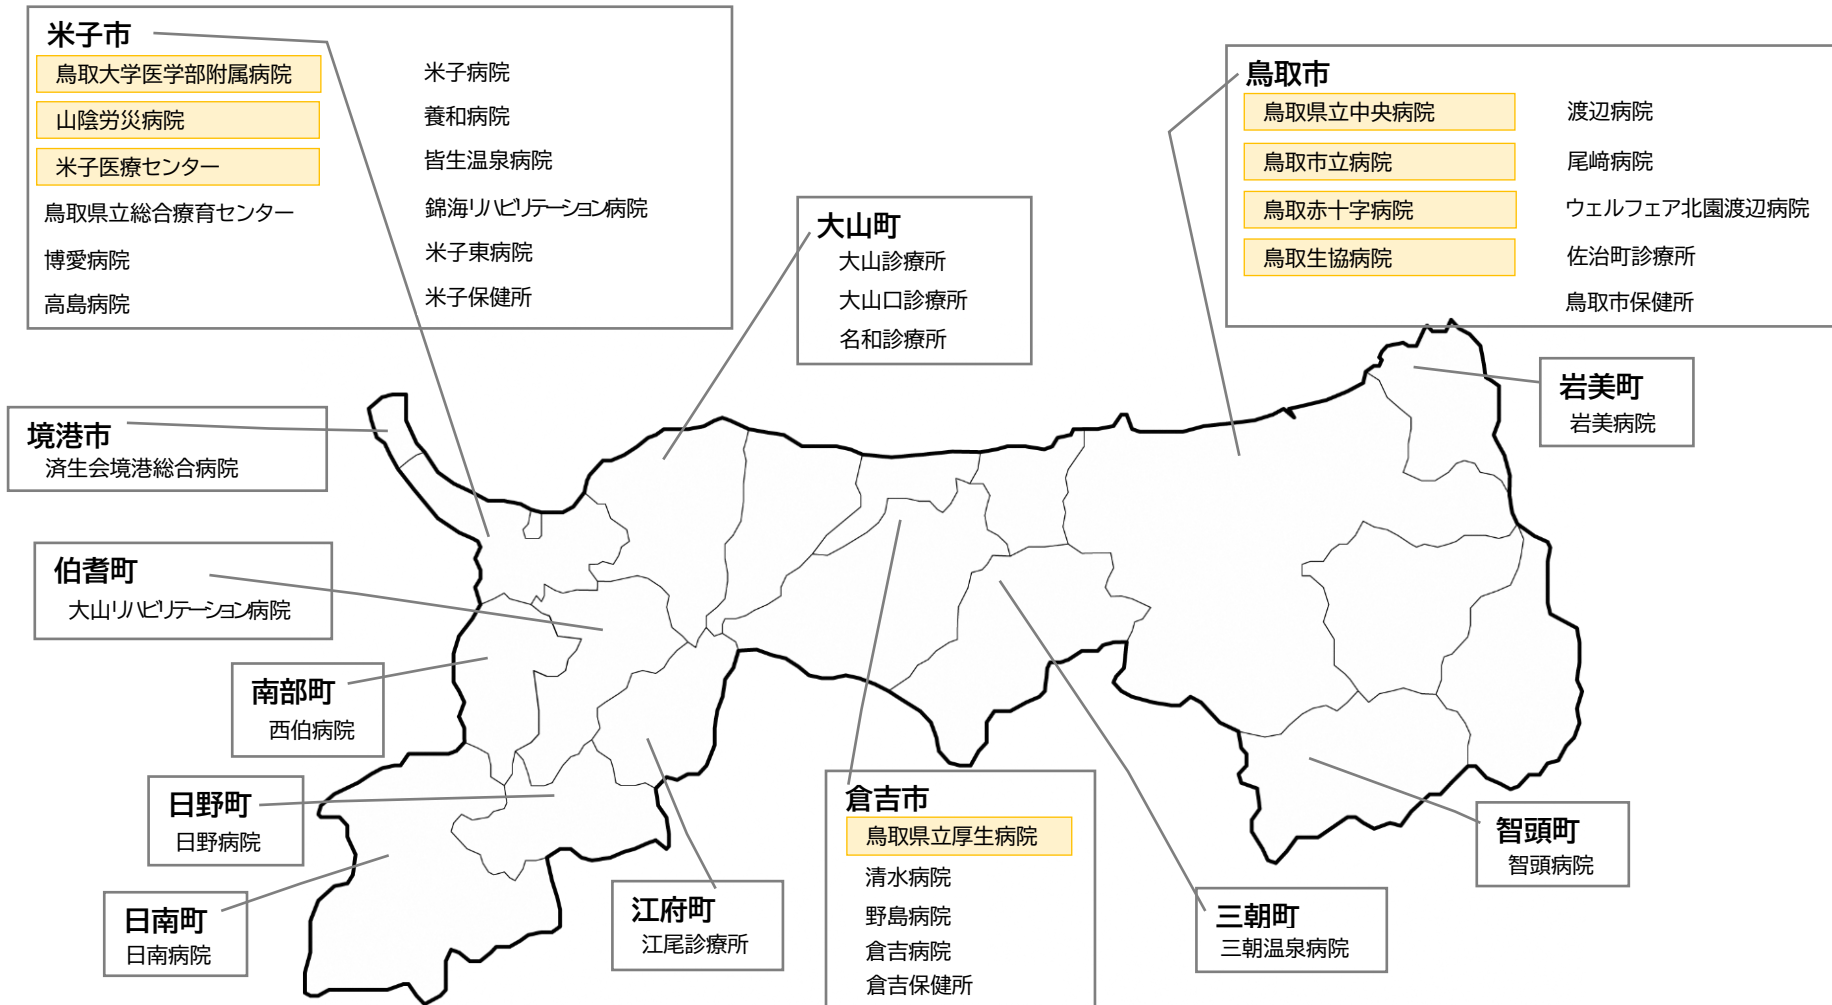 米子市
鳥取大学医学部附属病院
山陰労災病院
米子医療センター
鳥取県立総合療育センター
博愛病院
高島病院
米子病院
養和病院
皆生温泉病院
錦海リハビリテーション病院
米子東病院
米子保健所
大山町
大山診療所
大山口診療所
名和診療所
鳥取市
鳥取県立中央病院
鳥取市立病院
鳥取赤十字病院
鳥取生協病院
渡辺病院
尾﨑病院
ウェルフェア北園渡辺病院
佐治町診療所
鳥取市保健所
岩美町
岩美病院
境港市
済生会境港総合病院
伯耆町
大山リハビリテーション病院
南部町
西伯病院
日野町
日野病院
日南町
日南病院
江府町
江尾診療所
倉吉市
鳥取県立厚生病院
清水病院
野島病院
倉吉病院
倉吉保健所
三朝町
三朝温泉病院
智頭町
智頭病院